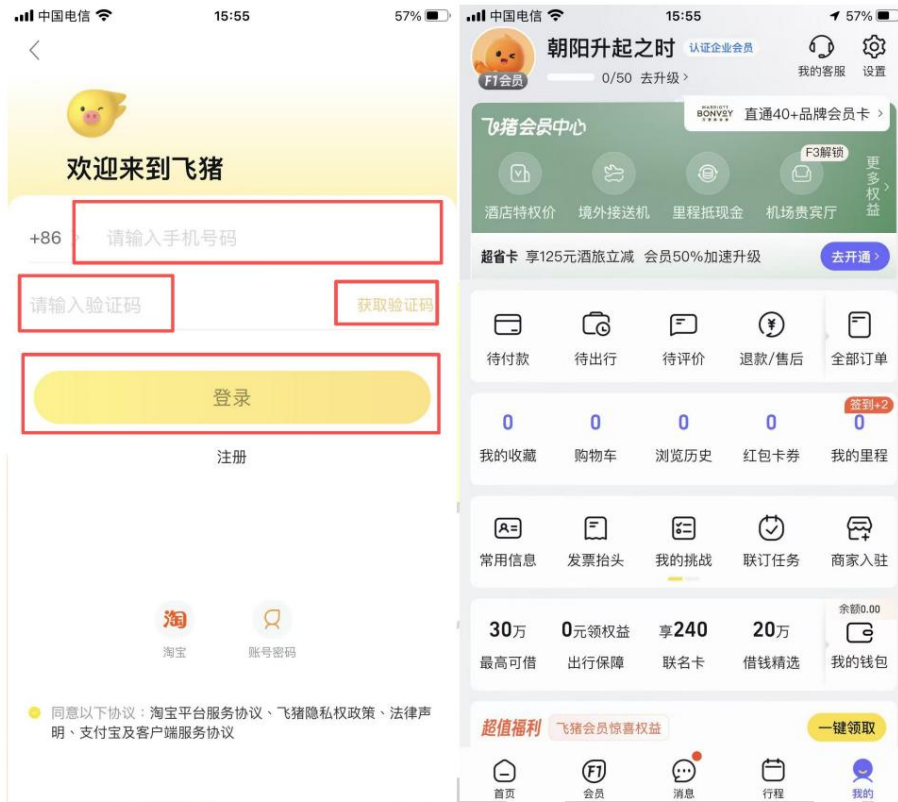 中国电信 15:55 57%
欢迎来到飞猪
+86 请输入手机号码
请输入验证码 获取验证码
登录
注册
淘
淘宝 账号密码
同意以下协议：淘宝平台服务协议、飞猪隐私权政策、法律声
明、支付宝及客户端服务协议
中国电信 15:55 57%
朝阳升起之时 认证企业会员
F1会员 0/50 去升级>
我的客服 设置
飞猪会员中心
MARRIOTT
BONVOY 直通40+品牌会员卡 >
F3解锁
酒店特权价 境外接送机 里程抵现金 机场贵宾厅
更多权益 >
超省卡 享125元酒旅立减 会员50%加速升级 去开通>
待付款 待出行 待评价 退款/售后 全部订单
签到+2
0 0 0 0 0
我的收藏 购物车 浏览历史 红包卡券 我的里程
常用信息 发票抬头 我的挑战 联订任务 商家入驻
余额0.00
30万 0元领权益 享240 20万
最高可借 出行保障 联名卡 借钱精选 我的钱包
超值福利 飞猪会员惊喜权益 一键领取
F1
首页 会员 消息 行程 我的